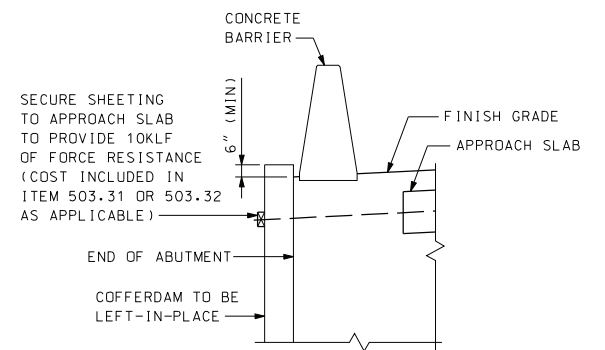 CONCRETE
BARRIER
SECURE SHEETING
TO APPROACH SLAB
TO PROVIDE 10KLF
OF FORCE RESISTANCE
(COST INCLUDED IN
ITEM 503.31 OR 503.32
AS APPLICABLE)
6" (MIN)
FINISH GRADE
APPROACH SLAB
END OF ABUTMENT
COFFERDAM TO BE
LEFT-IN-PLACE